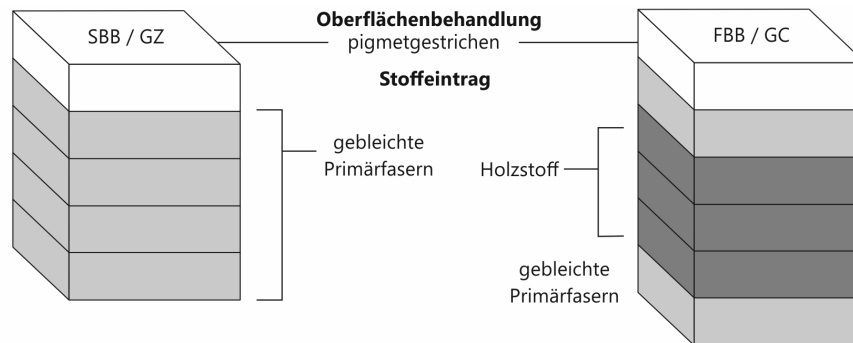 Oberflächenbehandlung
SBB / GZ
pigmetgestrichen
FBB / GC
Stoffeintrag
gebleichte
Primärfasern
Holzstoff
gebleichte
Primärfasern